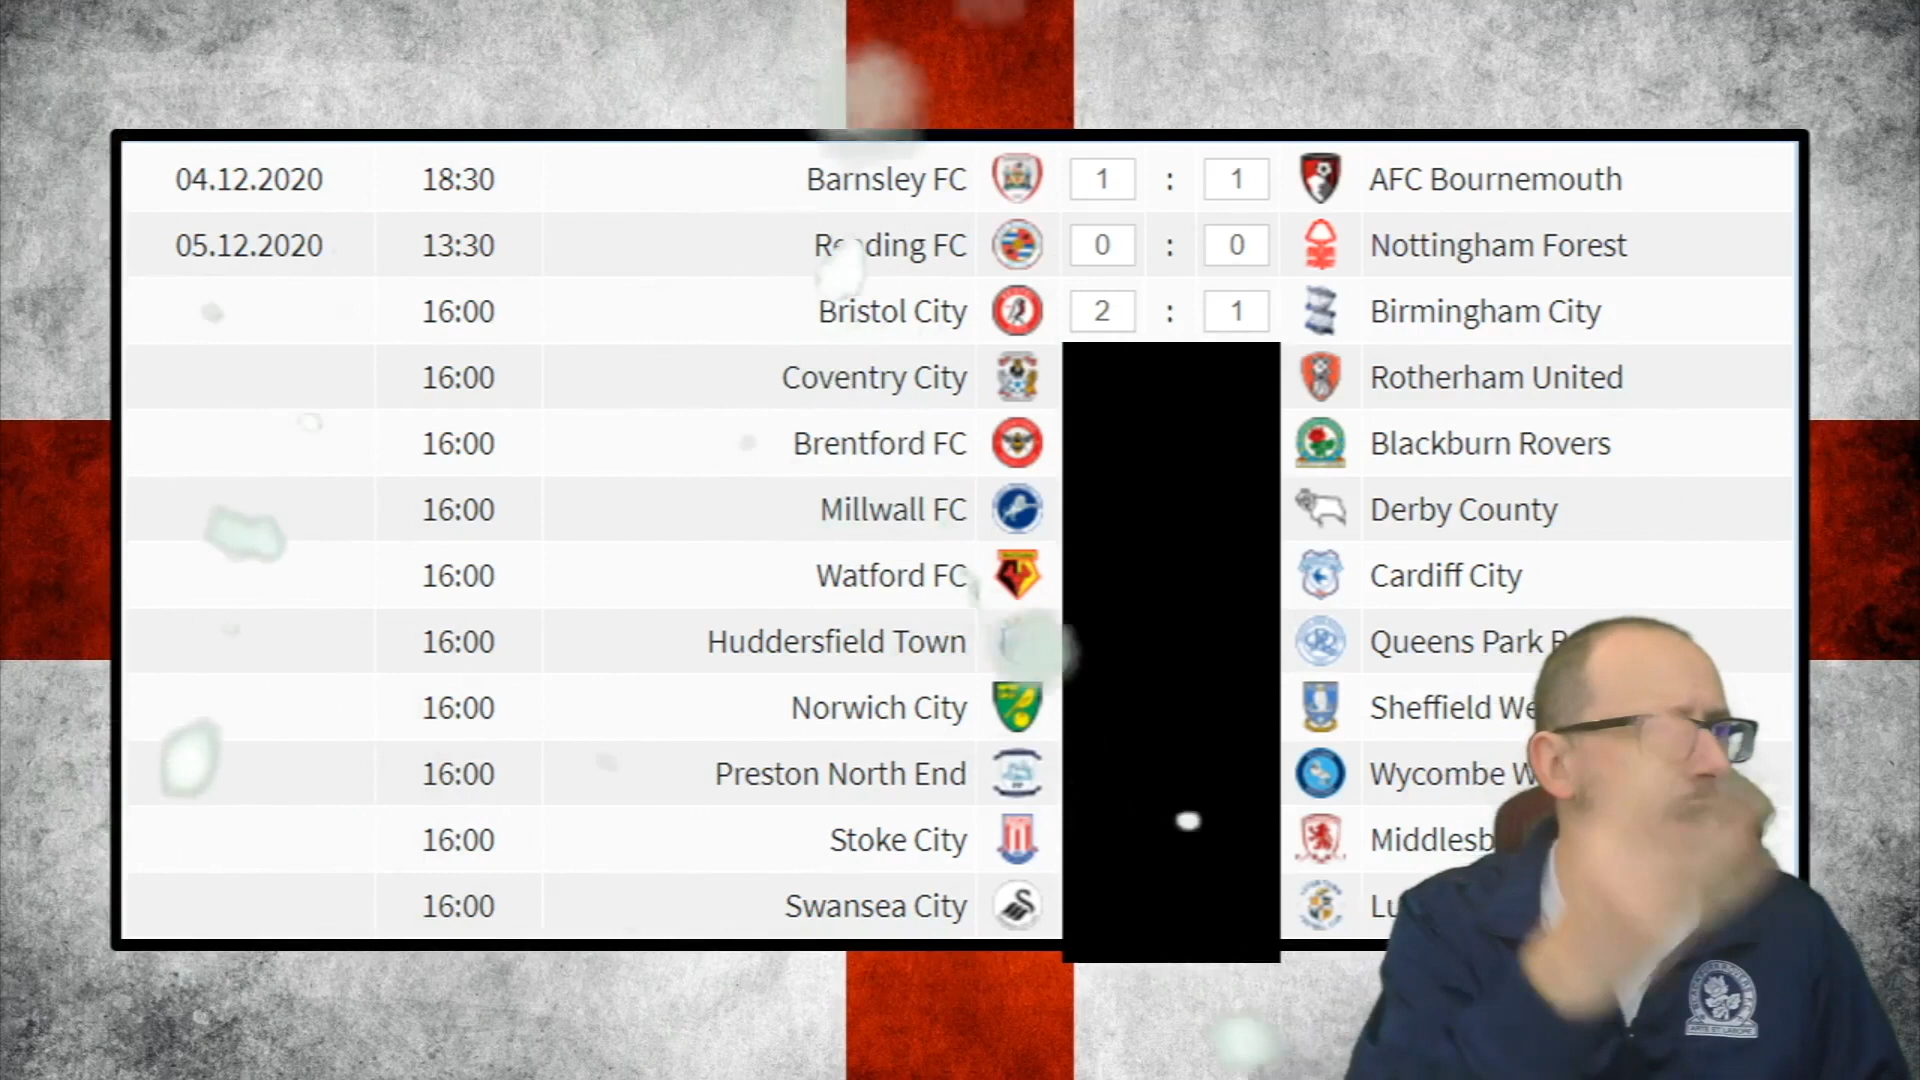 04.12.2020 18:30 Barnsley FC 1 : 1 AFC Bournemouth
05.12.2020 13:30 Reading FC 0 : 0 Nottingham Forest
16:00 Bristol City 2 : 1 Birmingham City
16:00 Coventry City Rotherham United
16:00 Brentford FC Blackburn Rovers
16:00 Millwall FC Derby County
16:00 Watford FC Cardiff City
16:00 Huddersfield Town Queens Park
16:00 Norwich City Sheffield
16:00 Preston North End Wycombe
16:00 Stoke City
16:00 Swansea City
ARTE ET LABORE